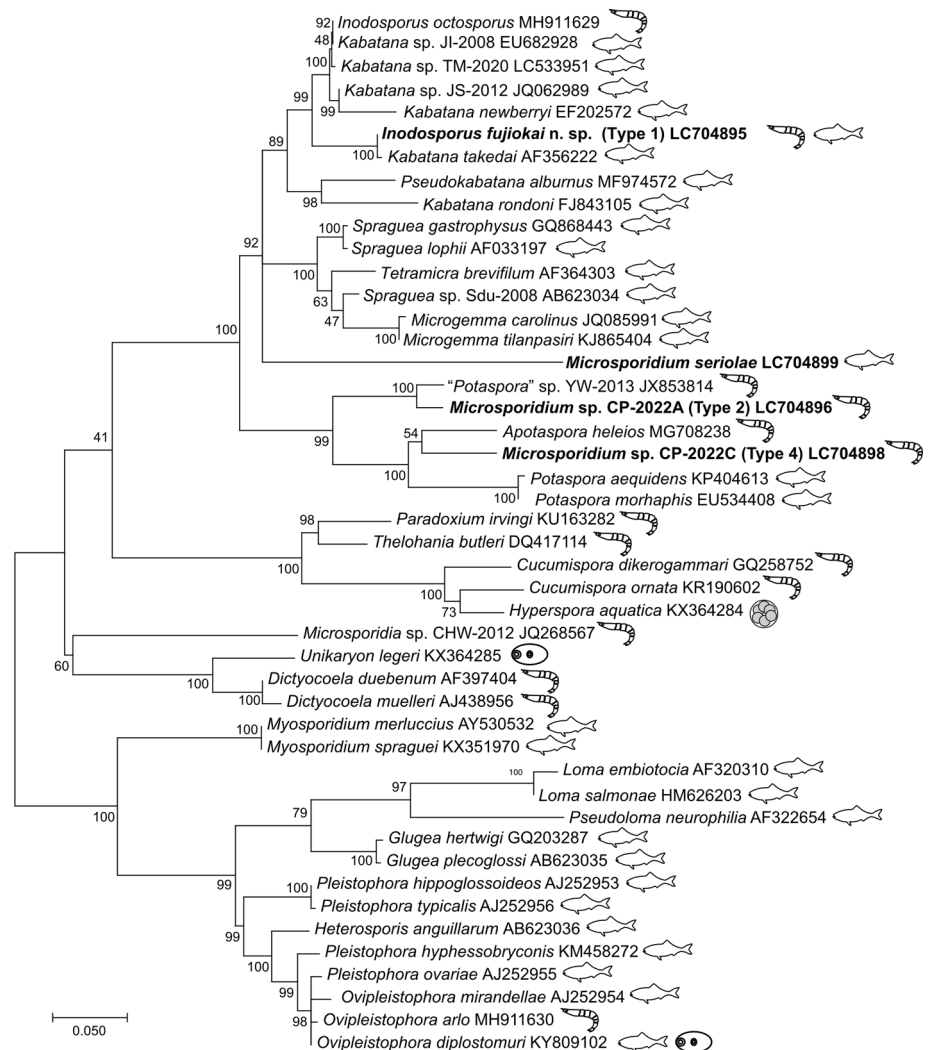 92
Inodosporus octosporus MH911629
48
Kabatana sp. JI-2008 EU682928
100
Kabatana sp. TM-2020 LC533951
Kabatana sp. JS-2012 JQ062989
99
99
Kabatana newberryi EF202572
Inodosporus fujiokai n. sp. (Type 1) LC704895
89
100
Kabatana takedai AF356222
Pseudokabatana alburnus MF974572
98
Kabatana rondoni FJ843105
100
Spraguea gastrophysus GQ868443
92
Spraguea lophii AF033197
100
Tetramicra brevifilum AF364303
63
Spraguea sp. Sdu-2008 AB623034
47
Microgemma carolinus JQ085991
100
100
Microgemma tilanpasiri KJ865404
Microsporidium seriolae LC704899
100
"Potaspora" sp. YW-2013 JX853814
Microsporidium sp. CP-2022A (Type 2) LC704896
99
54
Apotaspora heleios MG708238
41
Microsporidium sp. CP-2022C (Type 4) LC704898
100
Potaspora aequidens KP404613
100
Potaspora morhaphis EU534408
98
Paradoxium irvingi KU163282
Thelohania butleri DQ417114
100
Cucumispora dikerogammari GQ258752
100
Cucumispora ornata KR190602
73
Hyperspora aquatica KX364284
Microsporidia sp. CHW-2012 JQ268567
60
Unikaryon legeri KX364285
100
Dictyocoela duebenum AF397404
100
Dictyocoela muelleri AJ438956
100
Myosporidium merluccius AY530532
Myosporidium spraguei KX351970
100
100
Loma embiotocia AF320310
97
Loma salmonae HM626203
79
Pseudoloma neurophilia AF322654
Glugea hertwigi GQ203287
100
Glugea plecoglossi AB623035
99
100
Pleistophora hippoglossoideos AJ252953
Pleistophora typicalis AJ252956
99
Heterosporis anguillarum AB623036
100
Pleistophora hyphessobryconis KM458272
99
Pleistophora ovariae AJ252955
Ovipleistophora mirandellae AJ252954
98
Ovipleistophora arlo MH911630
Ovipleistophora diplostomuri KY809102
0.050